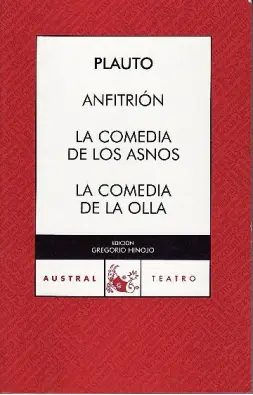 PLAUTO
ANFITRIÓN
LA COMEDIA
DE LOS ASNOS
LA COMEDIA
DE LA OLLA
EDICIÓN
GREGORIO HINOJO
AUSTRAL TEATRO